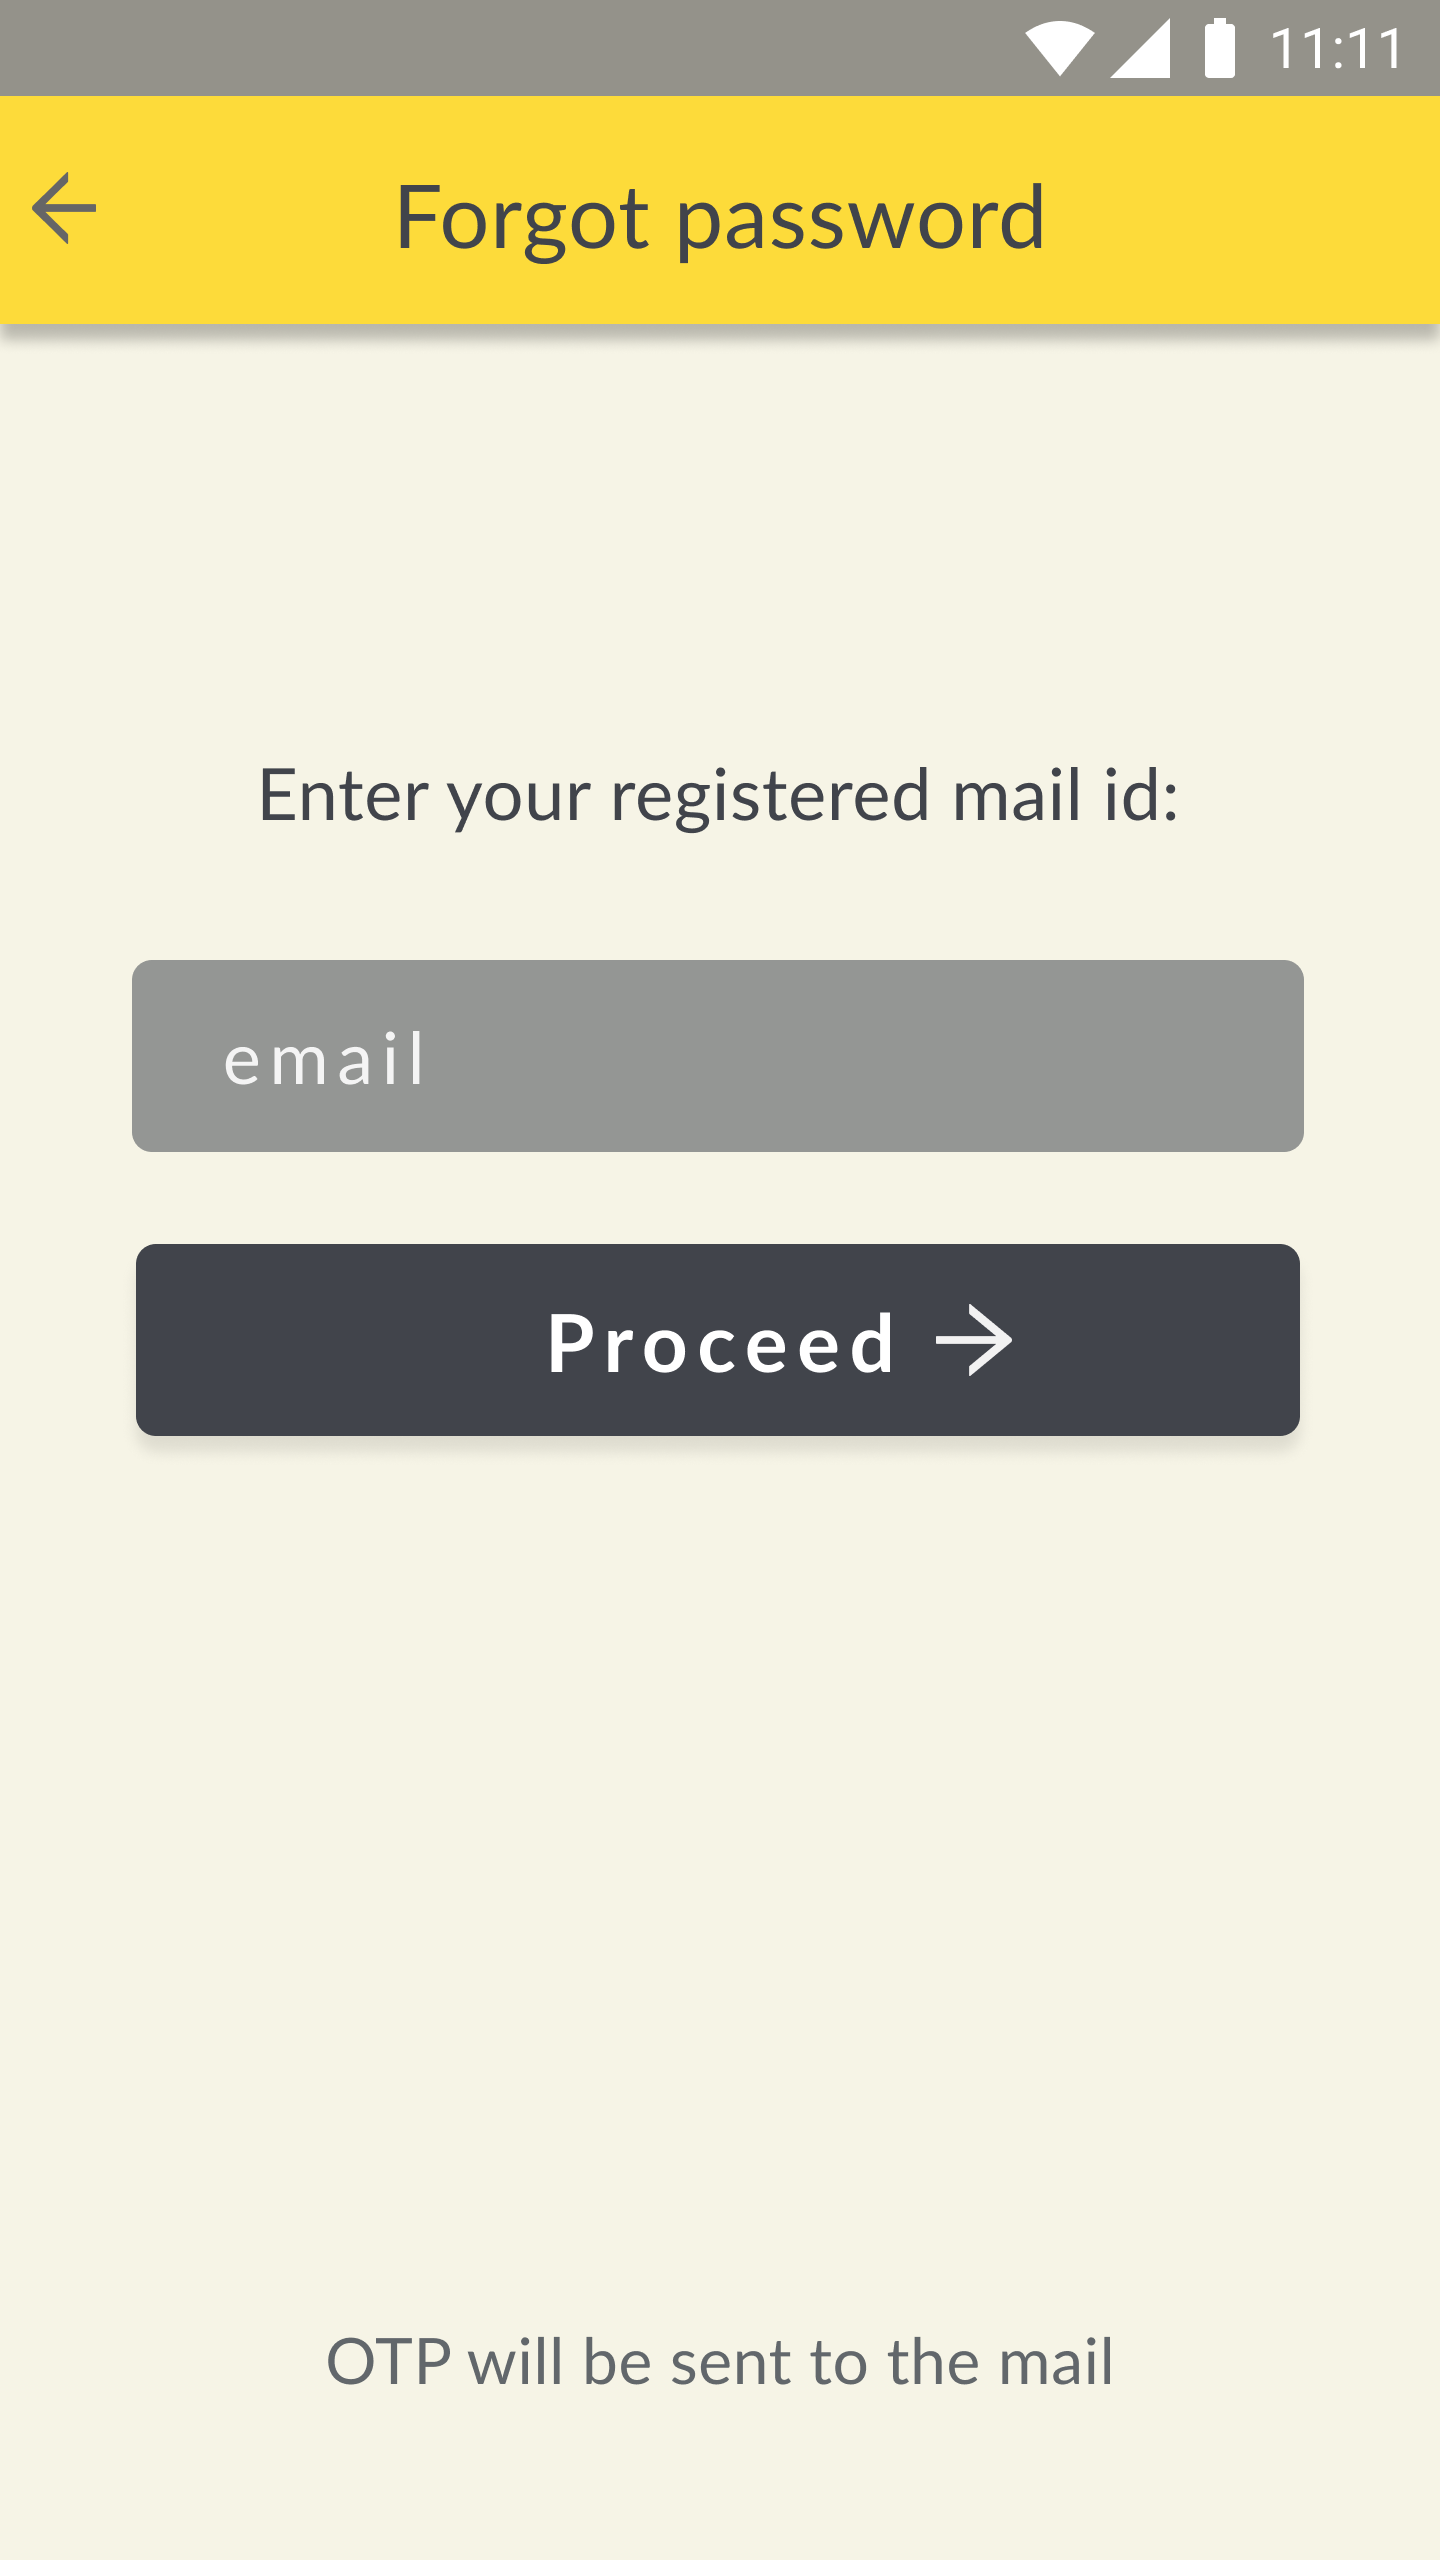 11:11
Forgot password
Enter your registered mail id:
email
Proceed
OTP will be sent to the mail